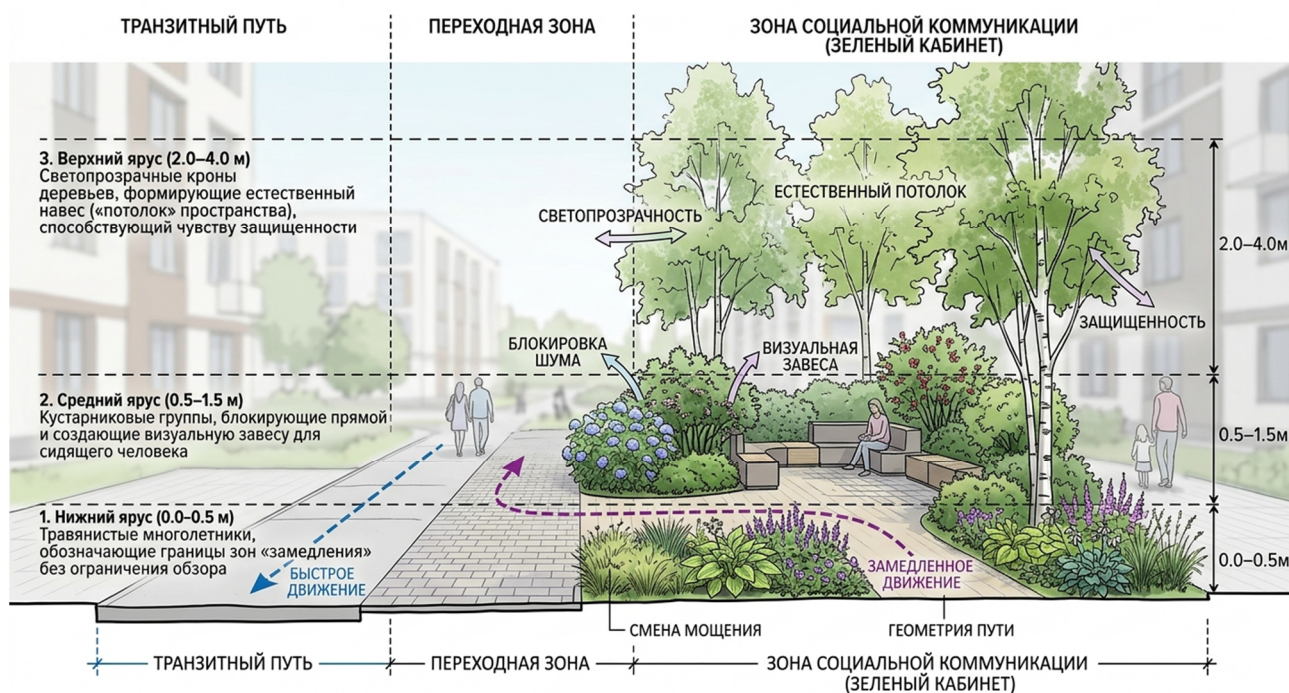 ТРАНЗИТНЫЙ ПУТЬ
ПЕРЕХОДНАЯ ЗОНА
ЗОНА СОЦИАЛЬНОЙ КОММУНИКАЦИИ
(ЗЕЛЕНЫЙ КАБИНЕТ)
3. Верхний ярус (2.0–4.0 м)
Светопрозрачные кроны
деревьев, формирующие естественный
навес («потолок» пространства),
способствующий чувству защищенности
СВЕТОПРОЗРАЧНОСТЬ
ЕСТЕСТВЕННЫЙ ПОТОЛОК
2.0–4.0м
ЗАЩИЩЕННОСТЬ
БЛОКИРОВКА
ШУМА
ВИЗУАЛЬНАЯ
ЗАВЕСА
2. Средний ярус (0.5–1.5 м)
Кустарниковые группы, блокирующие прямой
и создающие визуальную завесу для
сидящего человека
0.5–1.5м
1. Нижний ярус (0.0–0.5 м)
Травянистые многолетники,
обозначающие границы зон «замедления»
без ограничения обзора
БЫСТРОЕ
ДВИЖЕНИЕ
ЗАМЕДЛЕННОЕ
ДВИЖЕНИЕ
0.0–0.5м
СМЕНА МОЩЕНИЯ
ГЕОМЕТРИЯ ПУТИ
ТРАНЗИТНЫЙ ПУТЬ
ПЕРЕХОДНАЯ ЗОНА
ЗОНА СОЦИАЛЬНОЙ КОММУНИКАЦИИ
(ЗЕЛЕНЫЙ КАБИНЕТ)